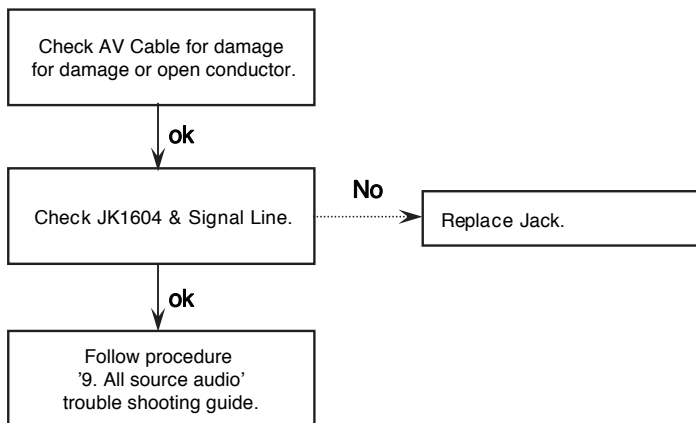 Check AV Cable for damage
for damage or open conductor.
ok
Check JK1604 & Signal Line.
No
Replace Jack.
ok
Follow procedure
'9. All source audio'
trouble shooting guide.